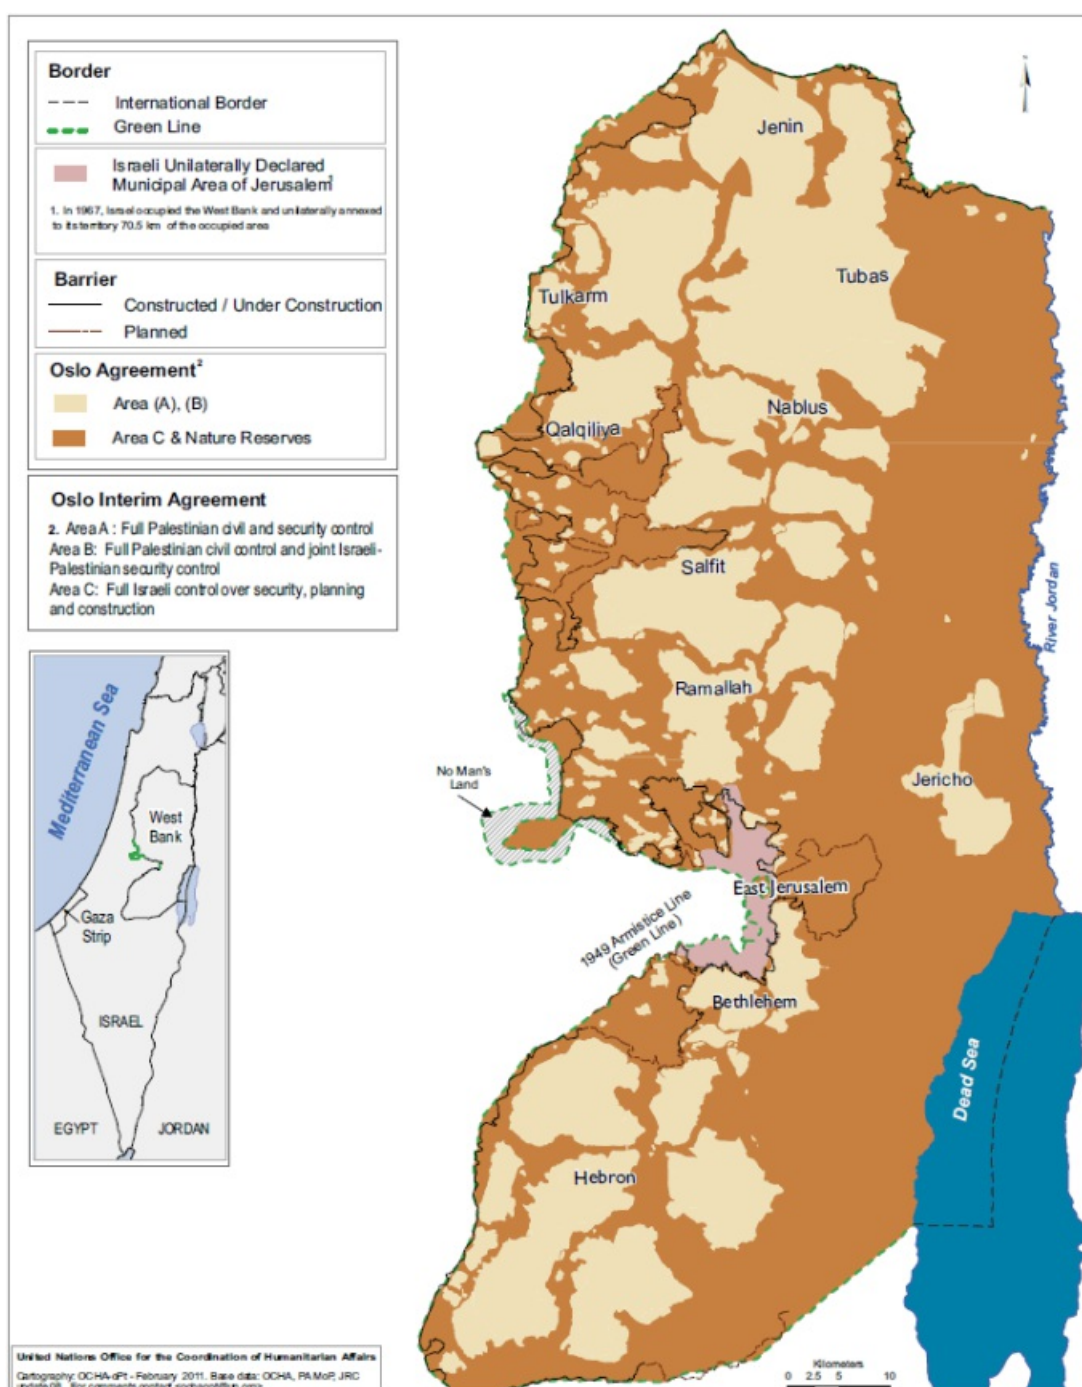 Border
International Border
Green Line
Israeli Unilaterally Declared
Municipal Area of Jerusalem¹
1. In 1967, Israel occupied the West Bank and unilaterally annexed
to its territory 70.5 km of the occupied area
Barrier
Constructed / Under Construction
Planned
Oslo Agreement²
Area (A), (B)
Area C & Nature Reserves
Oslo Interim Agreement
2. Area A : Full Palestinian civil and security control
Area B: Full Palestinian civil control and joint Israeli-
Palestinian security control
Area C: Full Israeli control over security, planning
and construction
Mediterranean Sea
West
Bank
Gaza
Strip
ISRAEL
EGYPT
JORDAN
N
Jenin
Tubas
Tulkarm
Nablus
Qalqiliya
Salfit
River Jordan
Ramallah
No Man's
Land
Jericho
East Jerusalem
1949 Armistice Line
(Green Line)
Bethlehem
Dead Sea
Hebron
Kilometers
0 2.5 5 10
United Nations Office for the Coordination of Humanitarian Affairs
Cartography: OCHA-oPt - February 2011. Base data: OCHA, PA MoP, JRC